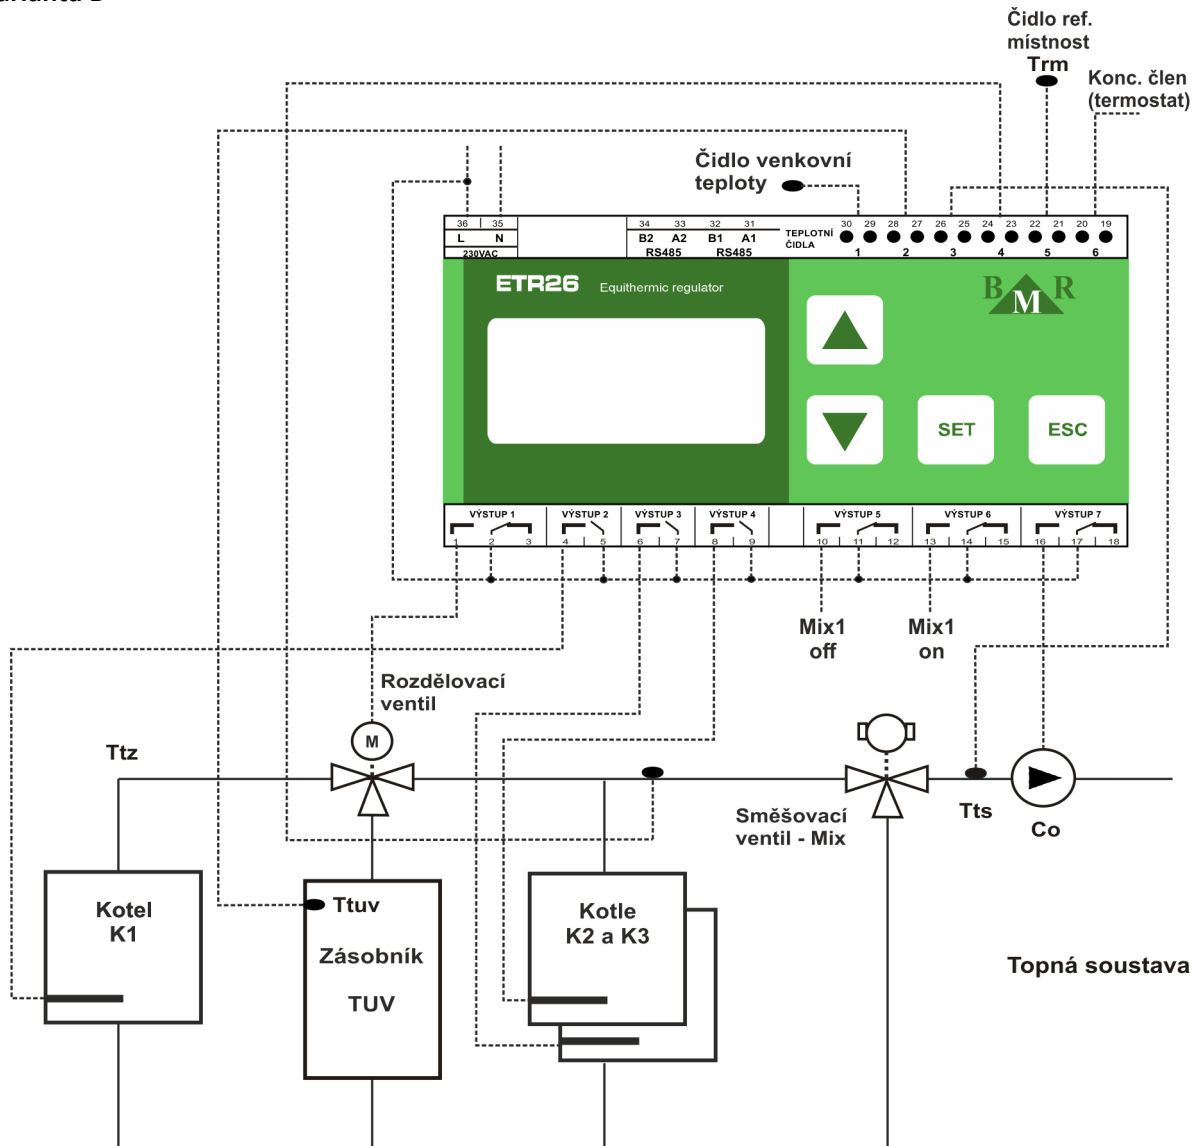 Čidlo ref.
místnost
Trm
Konc. člen
(termostat)
Čidlo venkovní
teploty
36 35
L N
230VAC
34 33 32 31
B2 A2 B1 A1
RS485 RS485
TEPLOTNÍ
ČIDLA
30 29 28 27 26 25 24 23 22 21 20 19
1 2 3 4 5 6
ETR26 Equithermic regulator
B M R
SET
ESC
VÝSTUP 1 VÝSTUP 2 VÝSTUP 3 VÝSTUP 4 VÝSTUP 5 VÝSTUP 6 VÝSTUP 7
1 2 3 4 5 6 7 8 9 10 11 12 13 14 15 16 17 18
Mix1
off
Mix1
on
Rozdělovací
ventil
M
Ttz
Směšovací
ventil - Mix
Tts
Co
Kotel
K1
Ttuv
Zásobník
TUV
Kotle
K2 a K3
Topná soustava